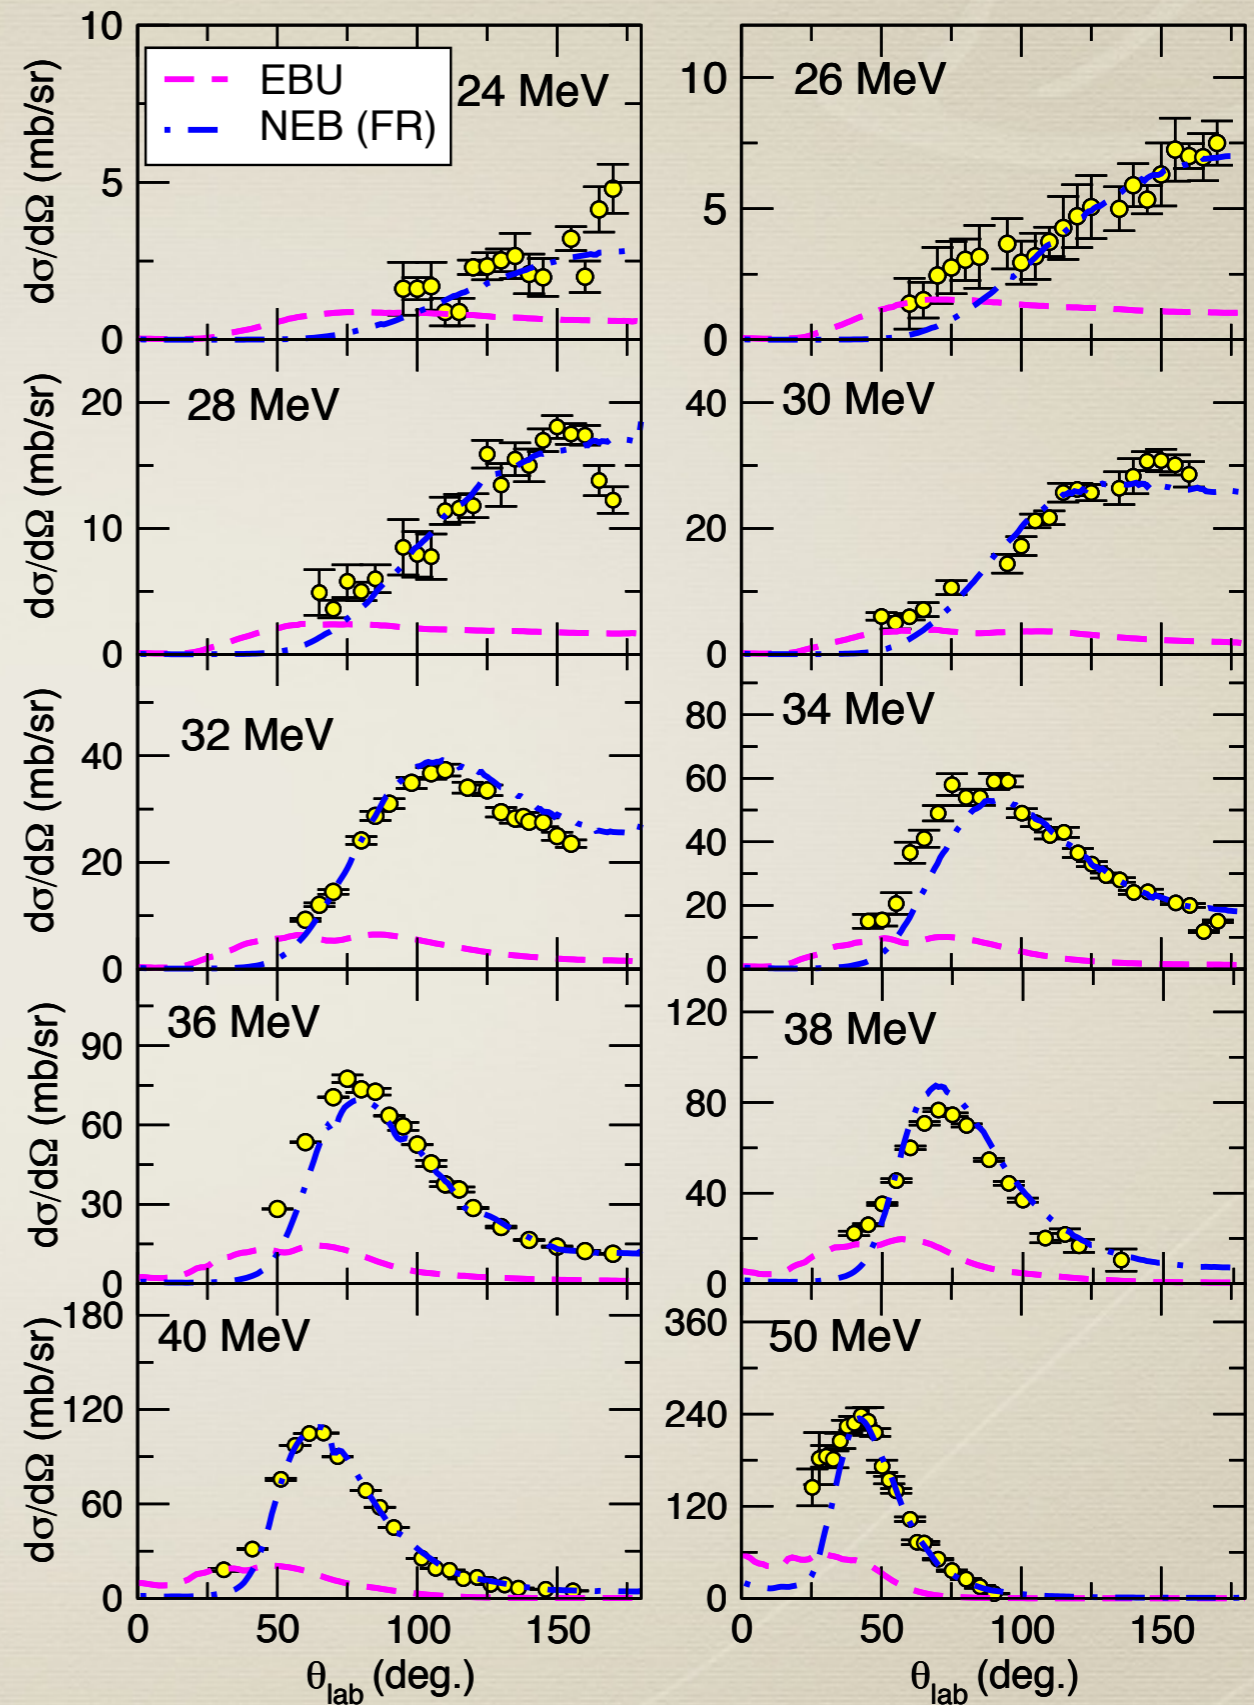 EBU
NEB (FR)
24 MeV
10
5
0
dσ/dΩ (mb/sr)
26 MeV
10
5
0
28 MeV
20
10
0
dσ/dΩ (mb/sr)
30 MeV
40
20
0
32 MeV
40
20
0
dσ/dΩ (mb/sr)
34 MeV
80
60
40
20
0
36 MeV
90
60
30
0
dσ/dΩ (mb/sr)
38 MeV
120
80
40
0
40 MeV
180
120
60
0
dσ/dΩ (mb/sr)
50 MeV
360
240
120
0
0 50 100 150
θlab (deg.)
0 50 100 150
θlab (deg.)